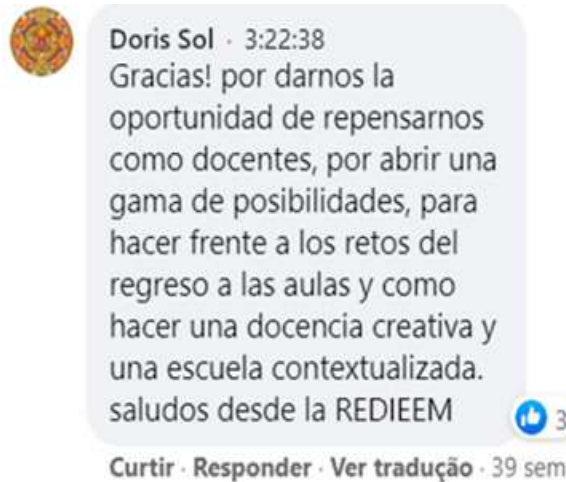 Doris Sol · 3:22:38
Gracias! por darnos la
oportunidad de repensarnos
como docentes, por abrir una
gama de posibilidades, para
hacer frente a los retos del
regreso a las aulas y como
hacer una docencia creativa y
una escuela contextualizada.
saludos desde la REDIEEM
3
Curtir · Responder · Ver tradução · 39 sem